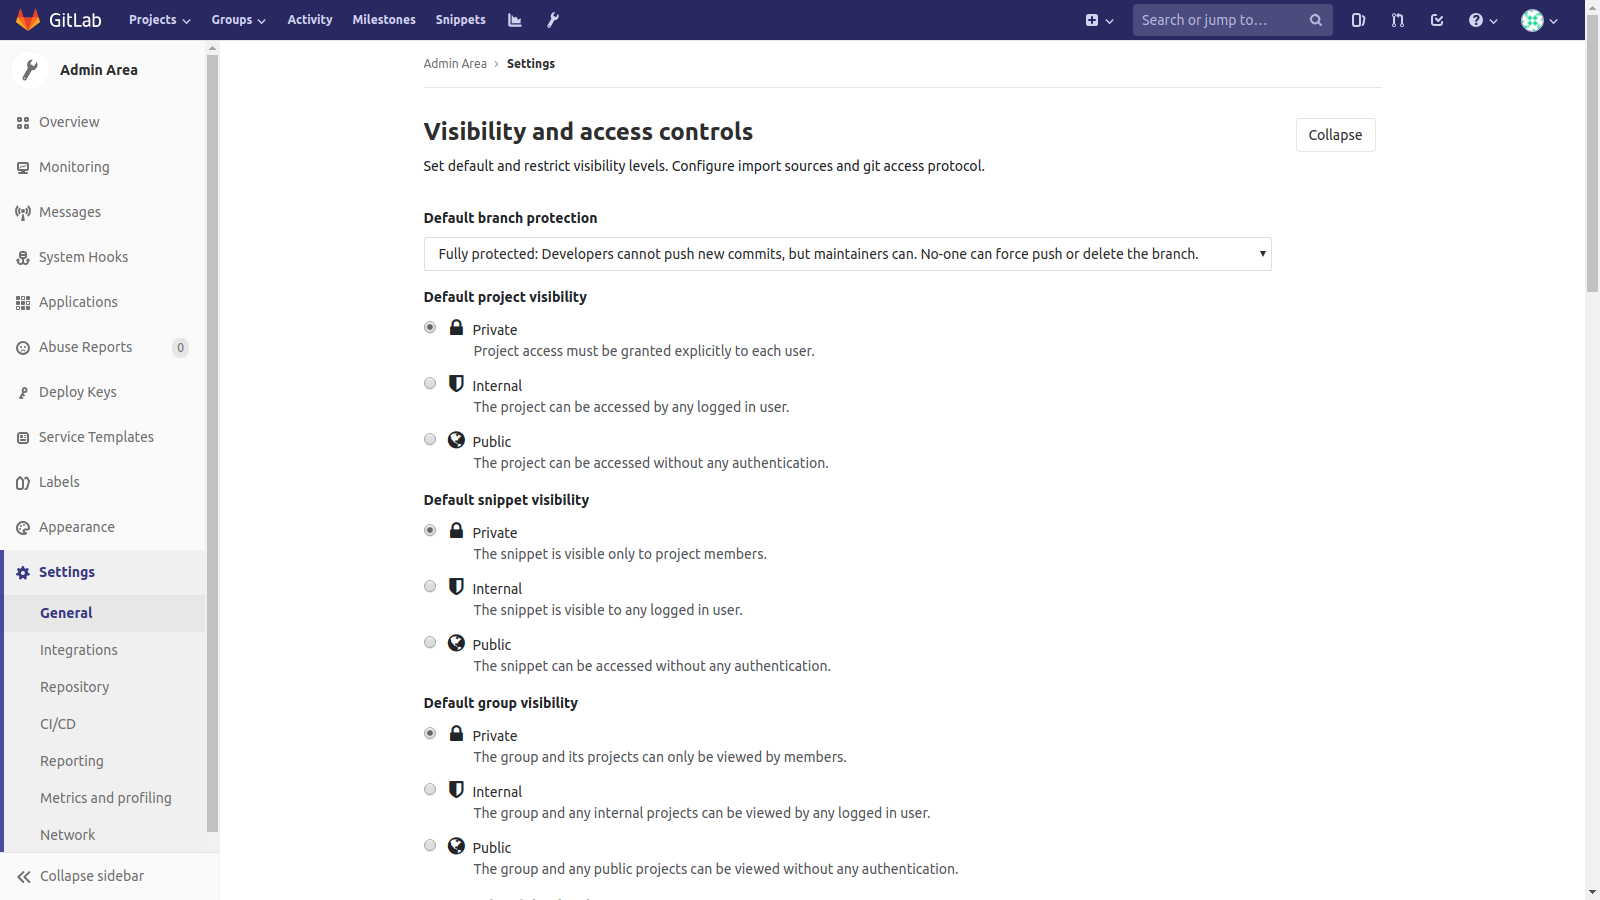 GitLab
Projects
Groups
Activity
Milestones
Snippets
Search or jump to...
Admin Area
Overview
Monitoring
Messages
System Hooks
Applications
Abuse Reports 0
Deploy Keys
Service Templates
Labels
Appearance
Settings
General
Integrations
Repository
CI/CD
Reporting
Metrics and profiling
Network
Collapse sidebar
Admin Area › Settings
Visibility and access controls
Collapse
Set default and restrict visibility levels. Configure import sources and git access protocol.
Default branch protection
Fully protected: Developers cannot push new commits, but maintainers can. No-one can force push or delete the branch.
Default project visibility
Private
Project access must be granted explicitly to each user.
Internal
The project can be accessed by any logged in user.
Public
The project can be accessed without any authentication.
Default snippet visibility
Private
The snippet is visible only to project members.
Internal
The snippet is visible to any logged in user.
Public
The snippet can be accessed without any authentication.
Default group visibility
Private
The group and its projects can only be viewed by members.
Internal
The group and any internal projects can be viewed by any logged in user.
Public
The group and any public projects can be viewed without any authentication.